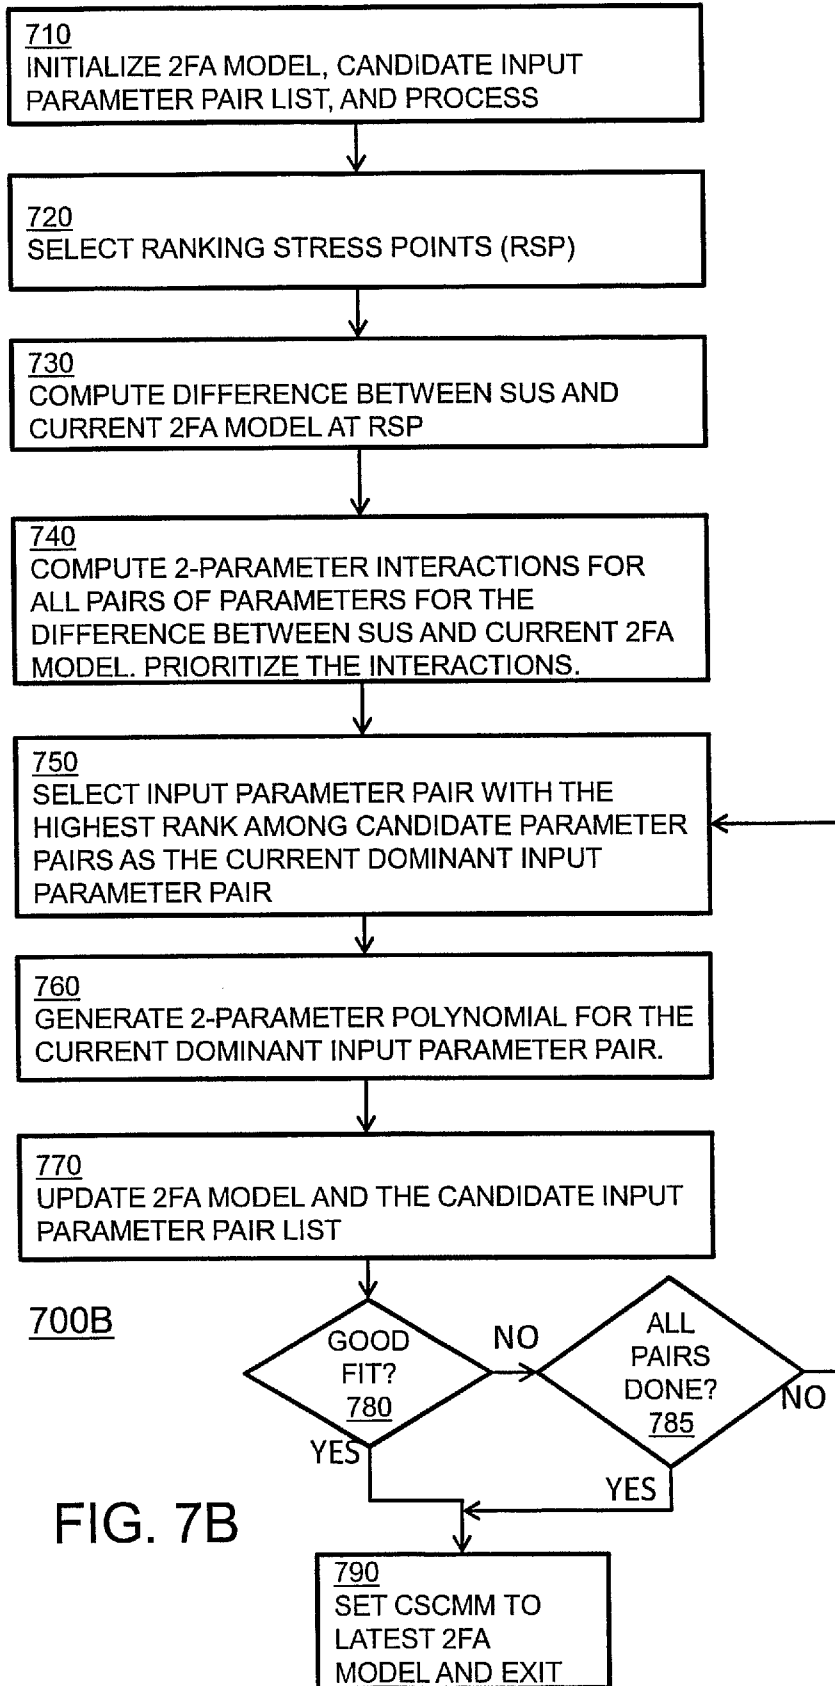 710
INITIALIZE 2FA MODEL, CANDIDATE INPUT
PARAMETER PAIR LIST, AND PROCESS
720
SELECT RANKING STRESS POINTS (RSP)
730
COMPUTE DIFFERENCE BETWEEN SUS AND
CURRENT 2FA MODEL AT RSP
740
COMPUTE 2-PARAMETER INTERACTIONS FOR
ALL PAIRS OF PARAMETERS FOR THE
DIFFERENCE BETWEEN SUS AND CURRENT 2FA
MODEL. PRIORITIZE THE INTERACTIONS.
750
SELECT INPUT PARAMETER PAIR WITH THE
HIGHEST RANK AMONG CANDIDATE PARAMETER
PAIRS AS THE CURRENT DOMINANT INPUT
PARAMETER PAIR
760
GENERATE 2-PARAMETER POLYNOMIAL FOR THE
CURRENT DOMINANT INPUT PARAMETER PAIR.
770
UPDATE 2FA MODEL AND THE CANDIDATE INPUT
PARAMETER PAIR LIST
700B
GOOD
FIT?
780
NO
YES
ALL
PAIRS
DONE?
785
NO
YES
FIG. 7B
790
SET CSCMM TO
LATEST 2FA
MODEL AND EXIT